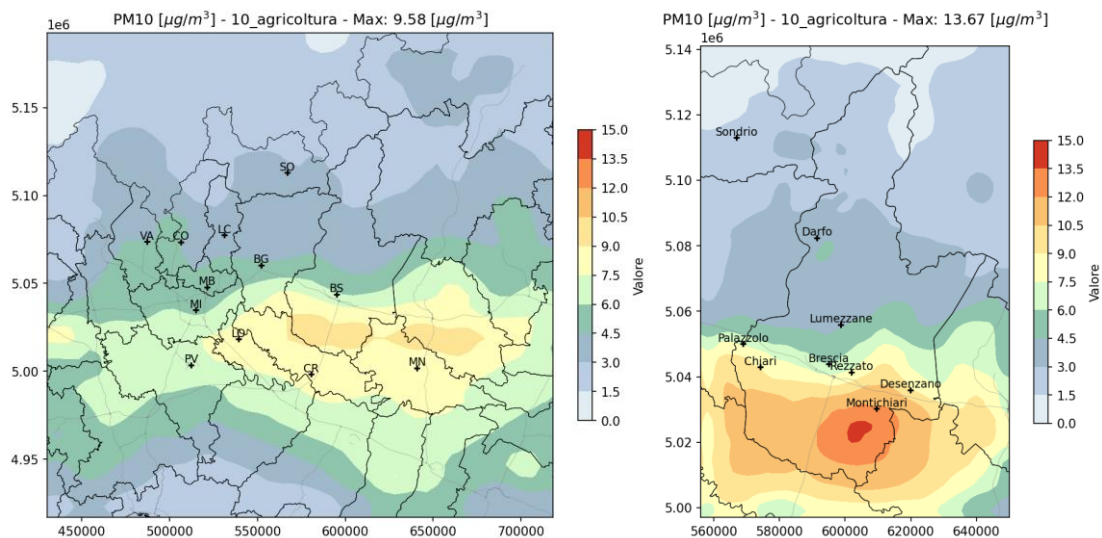 PM10 [μg/m³] - 10_agricoltura - Max: 9.58 [μg/m³]
1e6
5.15
5.10
5.05
5.00
4.95
SO
VA
CO
LC
BG
MB
BS
MI
LO
PV
CR
MN
450000
500000
550000
600000
650000
700000
15.0
13.5
12.0
10.5
9.0
7.5
6.0
4.5
3.0
1.5
0.0
Valore
PM10 [μg/m³] - 10_agricoltura - Max: 13.67 [μg/m³]
1e6
5.14
5.12
5.10
5.08
5.06
5.04
5.02
5.00
Sondrio
Darfo
Lumezzane
Palazzolo
Chiari
Brescia
Rezzato
Desenzano
Montichiari
560000
580000
600000
620000
640000
15.0
13.5
12.0
10.5
9.0
7.5
6.0
4.5
3.0
1.5
0.0
Valore